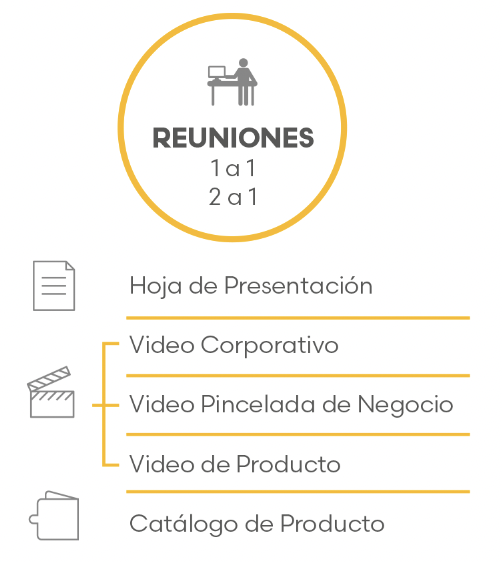 REUNIONES
1 a 1
2 a 1
Hoja de Presentación
Video Corporativo
Video Pincelada de Negocio
Video de Producto
Catálogo de Producto